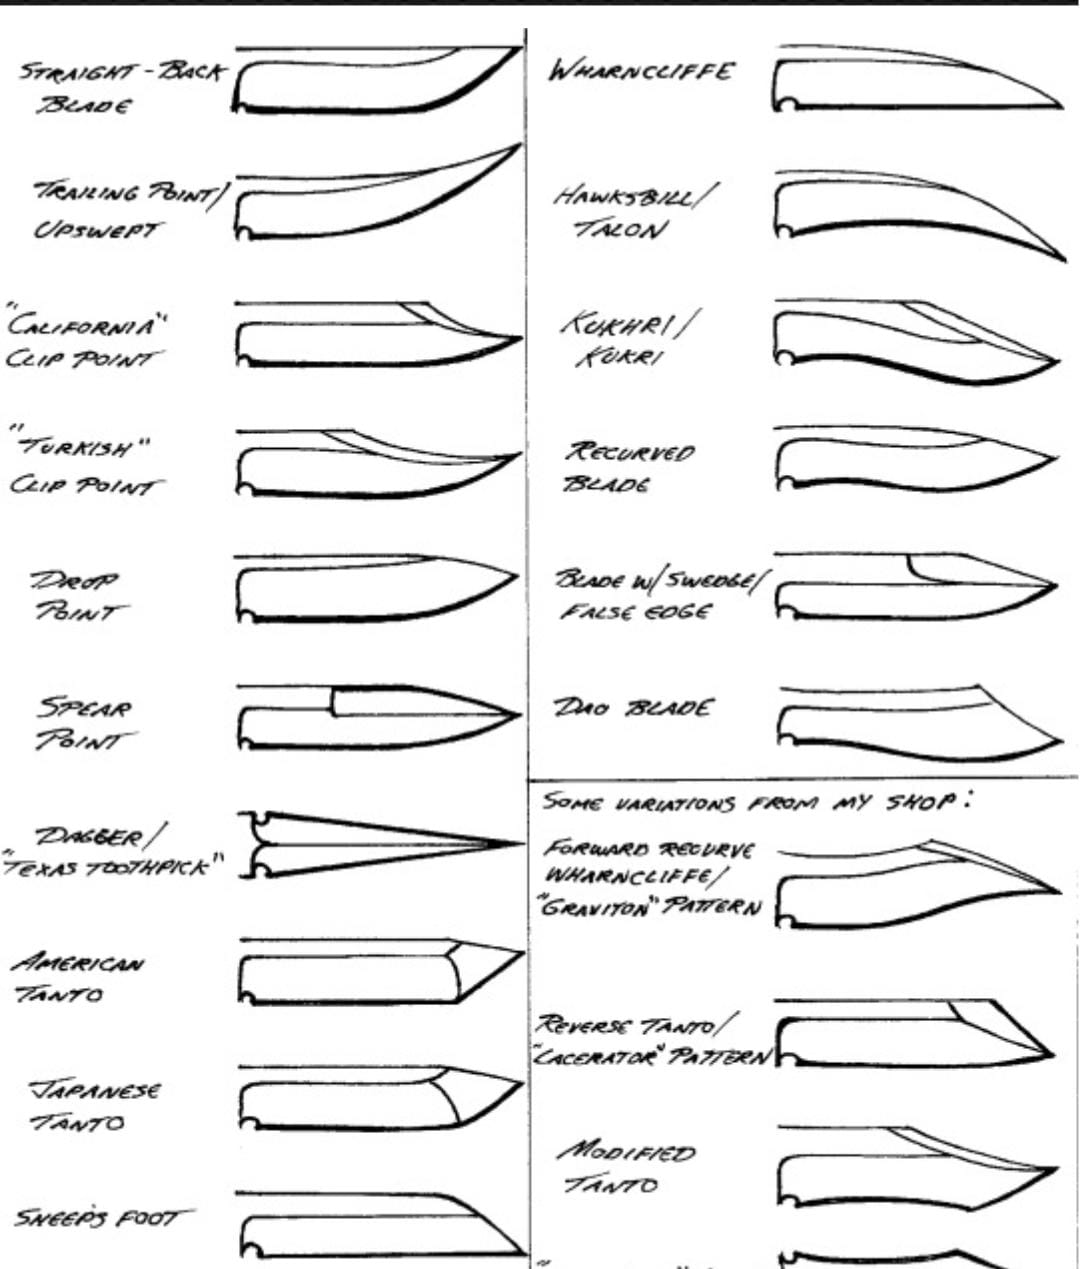 STRAIGHT-BACK
BLADE
TRAILING POINT/
UPSWEPT
"CALIFORNIA"
CLIP POINT
"TURKISH"
CLIP POINT
DROP
POINT
SPEAR
POINT
DAGGER/
"TEXAS TOOTHPICK"
AMERICAN
TANTO
JAPANESE
TANTO
SHEEP'S FOOT
WHARNCLIFFE
HAWKSBILL/
TALON
KUKHRI/
KUKRI
RECURVED
BLADE
BLADE W/ SWEDGE/
FALSE EDGE
DAO BLADE
SOME VARIATIONS FROM MY SHOP:
FORWARD RECURVE
WHARNCLIFFE/
"GRAVITON" PATTERN
REVERSE TANTO/
"LACERATOR" PATTERN
MODIFIED
TANTO